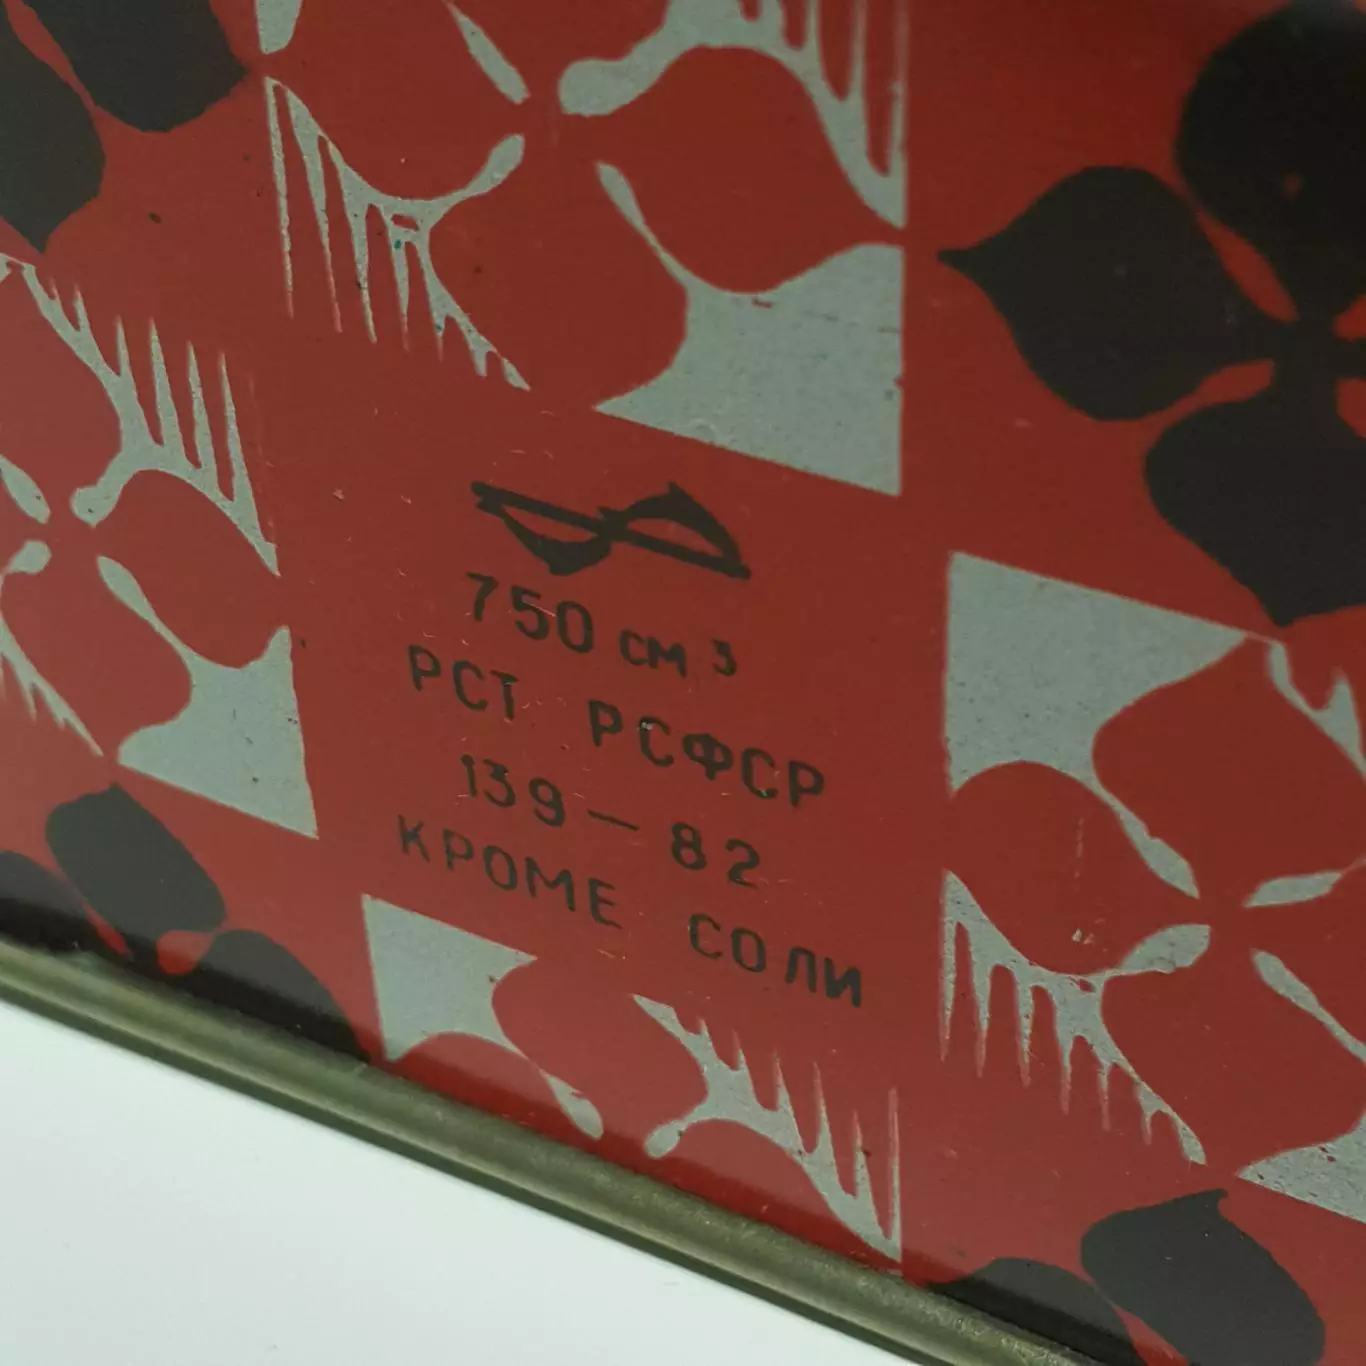 750 см³
РСТ РСФСР
139-82
КРОМЕ СОЛИ